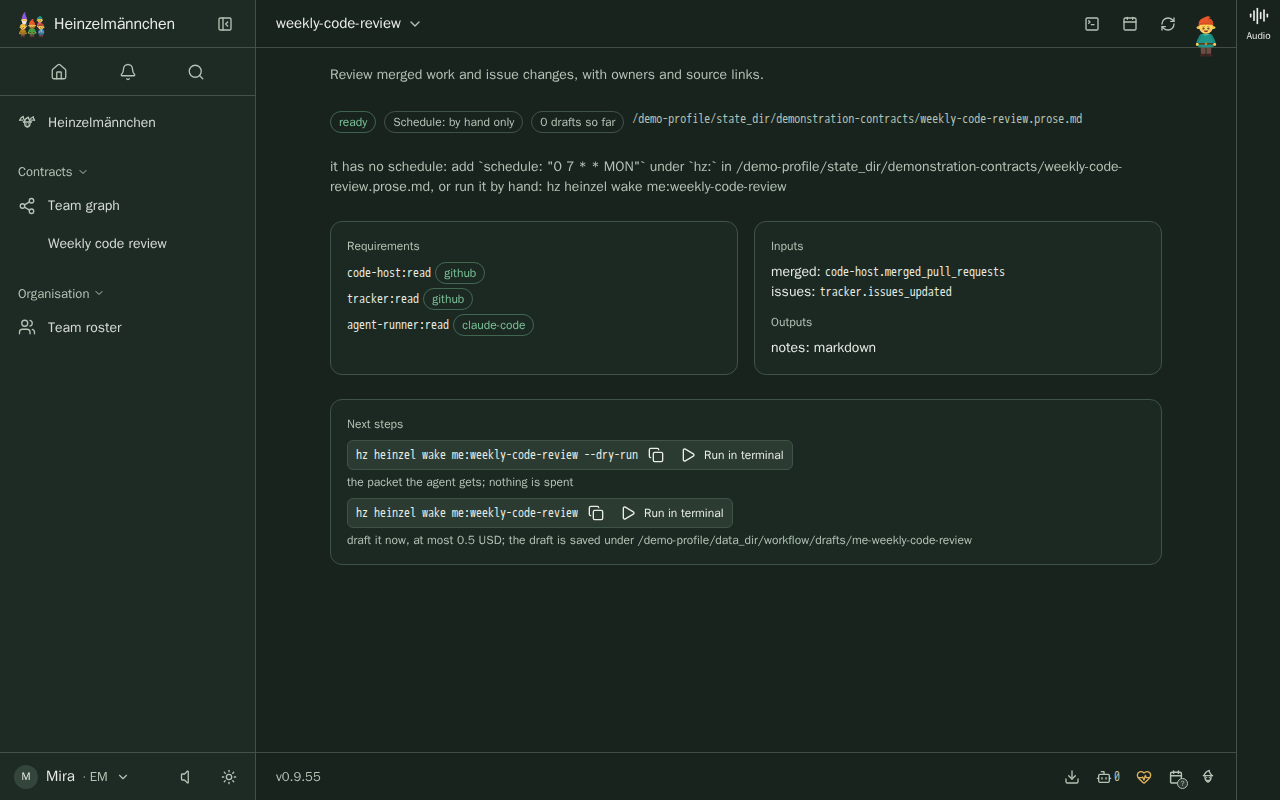 Heinzelmännchen
weekly-code-review
Audio
Heinzelmännchen
Contracts
Team graph
Weekly code review
Organisation
Team roster
Review merged work and issue changes, with owners and source links.
ready
Schedule: by hand only
0 drafts so far
/demo-profile/state_dir/demonstration-contracts/weekly-code-review.prose.md
it has no schedule: add `schedule: "0 7 * * MON"` under `hz:` in /demo-profile/state_dir/demonstration-contracts/weekly-code-
review.prose.md, or run it by hand: hz heinzel wake me:weekly-code-review
Requirements
code-host:read github
tracker:read github
agent-runner:read claude-code
Inputs
merged: code-host.merged_pull_requests
issues: tracker.issues_updated
Outputs
notes: markdown
Next steps
hz heinzel wake me:weekly-code-review --dry-run Run in terminal
the packet the agent gets; nothing is spent
hz heinzel wake me:weekly-code-review Run in terminal
draft it now, at most 0.5 USD; the draft is saved under /demo-profile/data_dir/workflow/drafts/me-weekly-code-review
M Mira · EM
v0.9.55
0
?